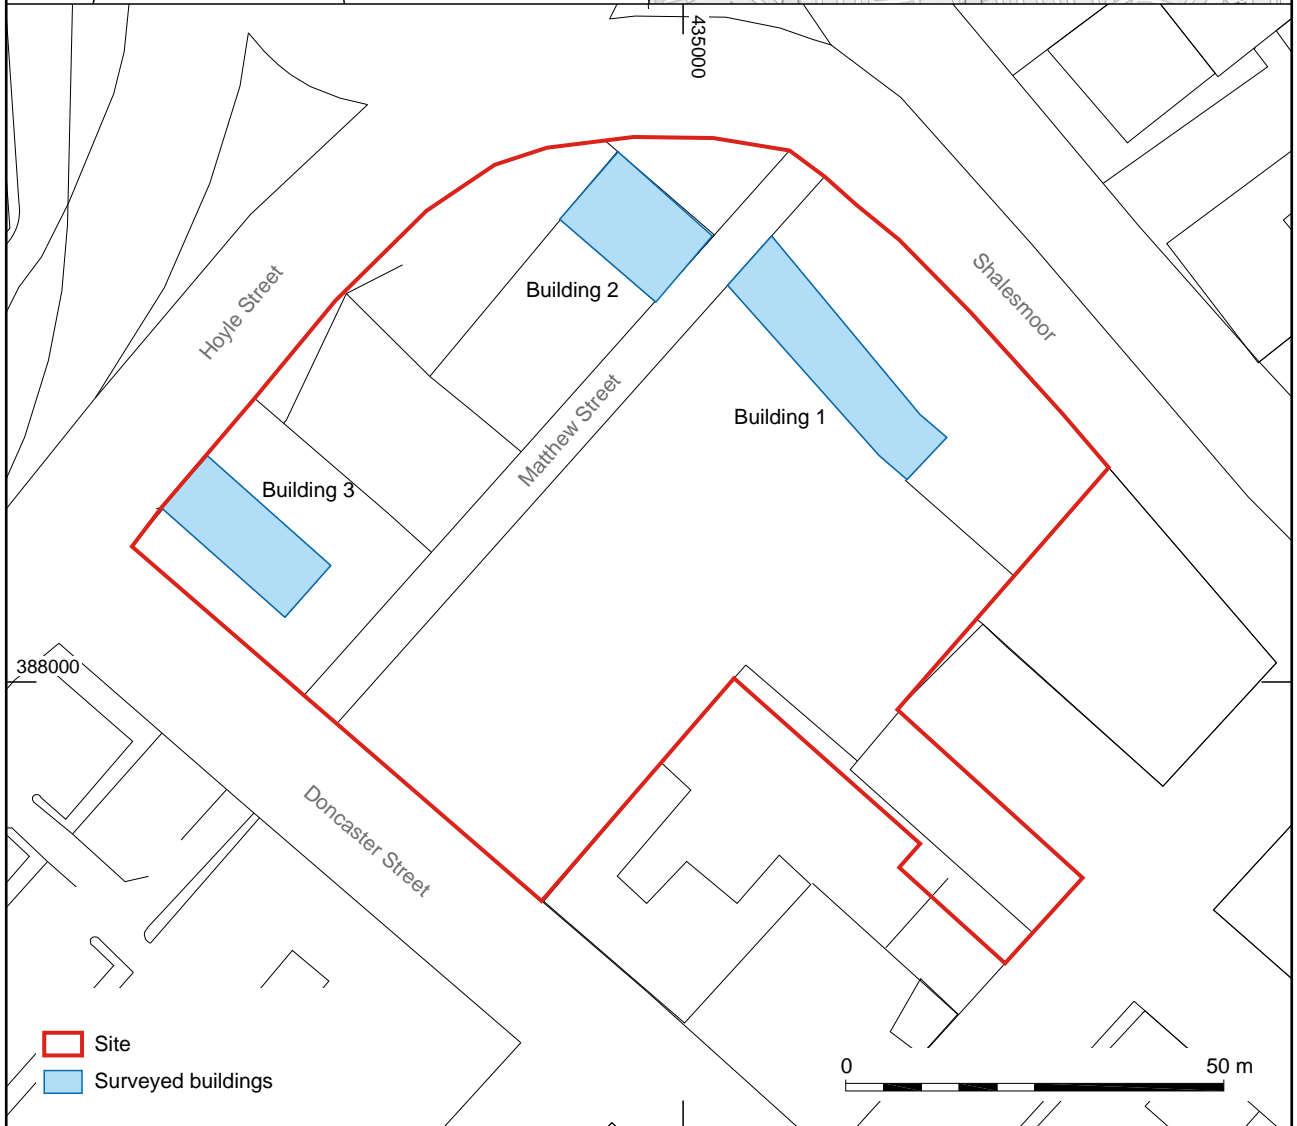 435000
Hoyle Street
Building 2
Shalesmoor
Matthew Street
Building 1
Building 3
388000
Doncaster Street
Site
Surveyed buildings
0 50 m